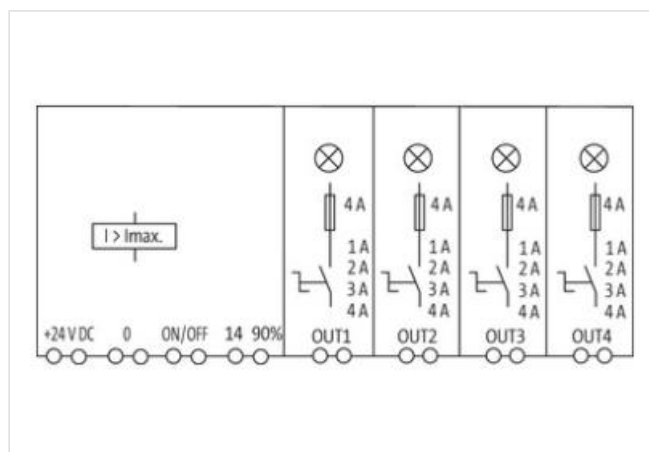 I > Imax.
+24 V DC 0 ON/OFF 14 90%
4 A
1 A
2 A
3 A
4 A
OUT1
4 A
1 A
2 A
3 A
4 A
OUT2
4 A
1 A
2 A
3 A
4 A
OUT3
4 A
1 A
2 A
3 A
4 A
OUT4